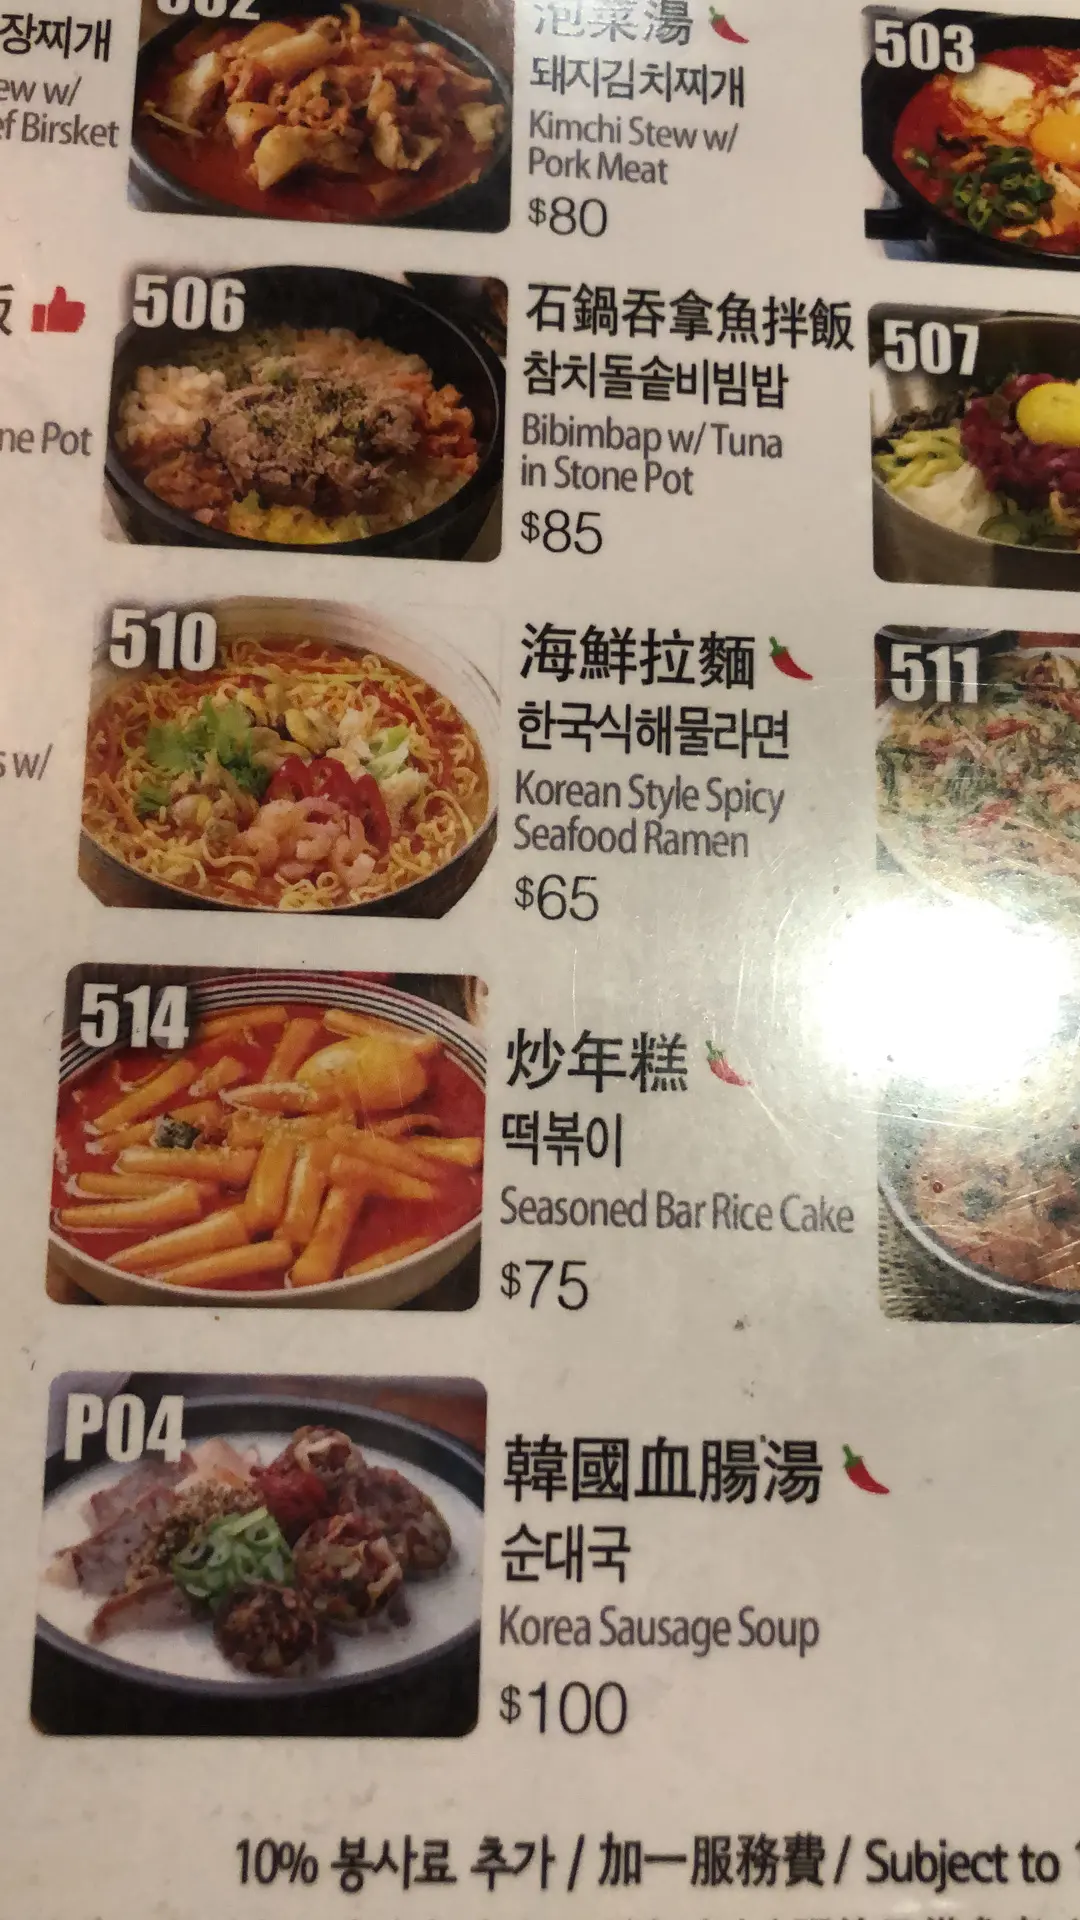 장찌개
w/
Birsket
502
泡菜湯
돼지김치찌개
Kimchi Stew w/
Pork Meat
$80
503
飯
Pot
506
石鍋吞拿魚拌飯
참치돌솥비빔밥
Bibimbap w/ Tuna
in Stone Pot
$85
507
w/
510
海鮮拉麵
한국식해물라면
Korean Style Spicy
Seafood Ramen
$65
511
514
炒年糕
떡볶이
Seasoned Bar Rice Cake
$75
P04
韓國血腸湯
순대국
Korea Sausage Soup
$100
10% 봉사료 추가 / 加一服務費 / Subject to